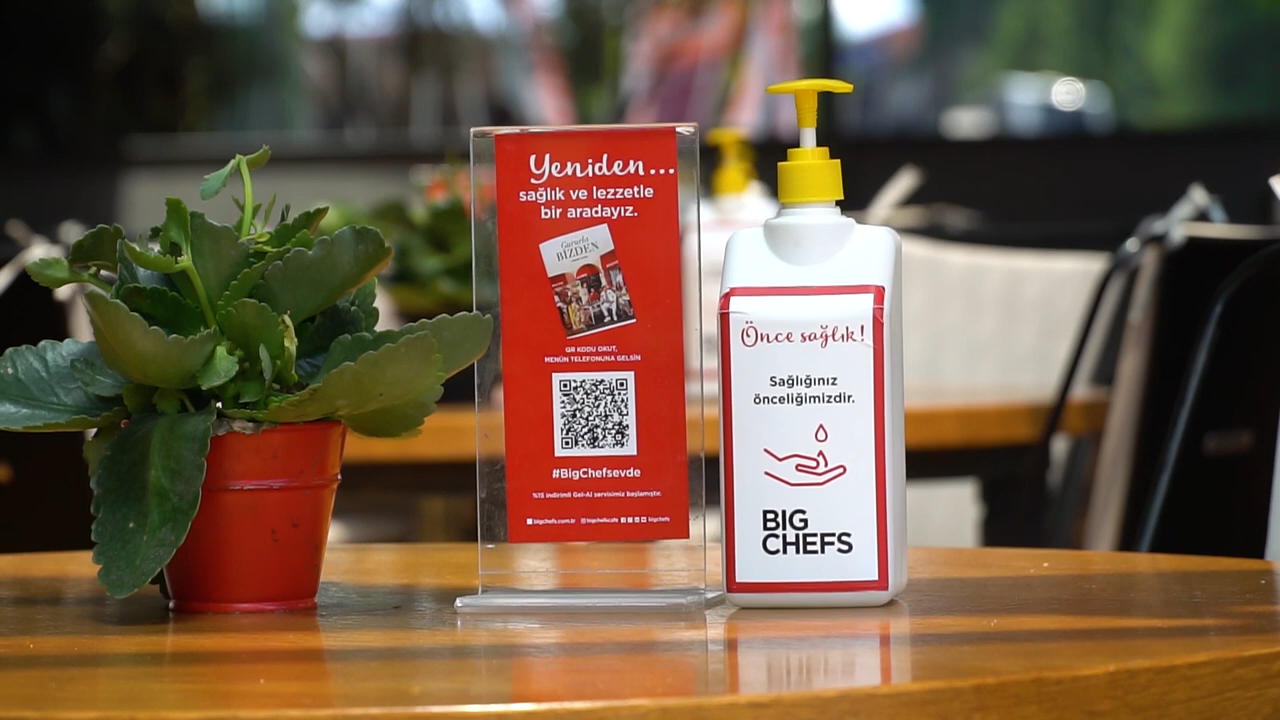 Yeniden...
sağlık ve lezzetle
bir aradayız.
Gururla
BİZDEN
QR KODU OKUT,
MENÜN TELEFONUNA GELSİN
#BigChefsevde
%15 indirimli Gel-Al servisimiz başlamıştır.
bigchefs.com.tr bigchefscafe bigchefs
Önce sağlık!
Sağlığınız
önceliğimizdir.
BIG
CHEFS